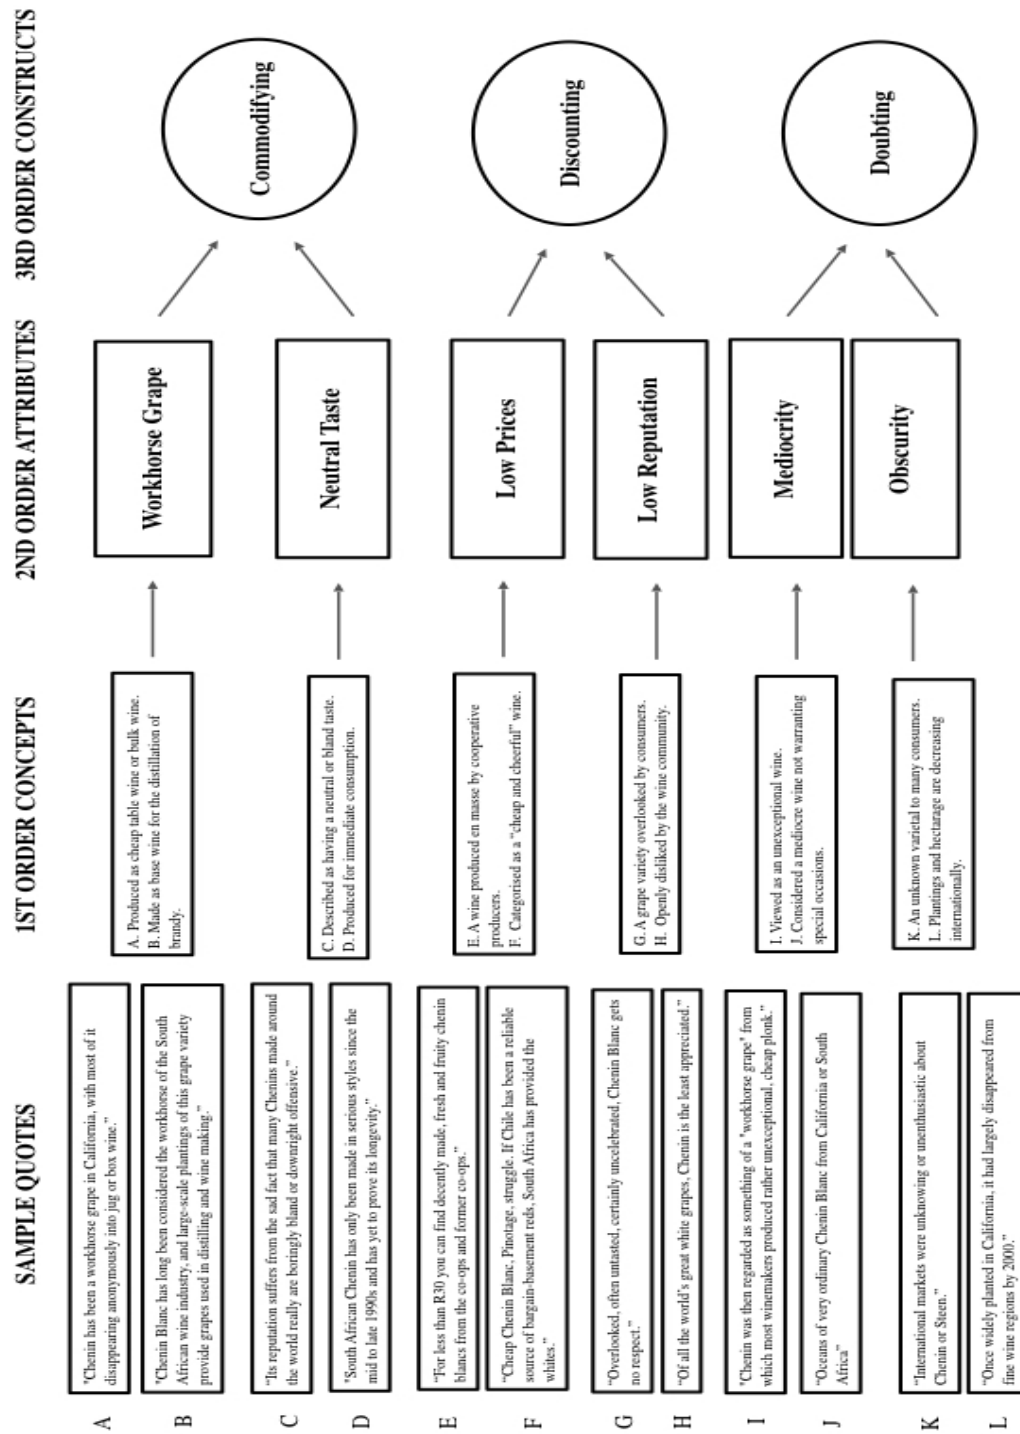 SAMPLE QUOTES
1ST ORDER CONCEPTS
2ND ORDER ATTRIBUTES
3RD ORDER CONSTRUCTS
A
"Chenin has been a workhorse grape in California, with most of it
disappearing anonymously into jug or box wine."
B
"Chenin Blanc has long been considered the workhorse of the South
African wine industry, and large-scale plantings of this grape variety
provide grapes used in distilling and wine making."
A. Produced as cheap table wine or bulk wine.
B. Made as base wine for the distillation of
brandy.
Workhorse Grape
C
"Its reputation suffers from the sad fact that many Chenins made around
the world really are boringly bland or downright offensive."
D
"South African Chenin has only been made in serious styles since the
mid to late 1990s and has yet to prove its longevity."
C. Described as having a neutral or bland taste.
D. Produced for immediate consumption.
Neutral Taste
Commodifying
E
"For less than R30 you can find decently made, fresh and fruity chenin
blancs from the co-ops and former co-ops."
F
"Cheap Chenin Blanc, Pinotage, struggle. If Chile has been a reliable
source of bargain-basement reds, South Africa has provided the
whites."
E. A wine produced en masse by cooperative
producers.
F. Categorised as a "cheap and cheerful" wine.
Low Prices
G
"Overlooked, often untasted, certainly uncelebrated, Chenin Blanc gets
no respect."
H
"Of all the world's great white grapes, Chenin is the least appreciated."
G. A grape variety overlooked by consumers.
H. Openly disliked by the wine community.
Low Reputation
Discounting
I
"Chenin was then regarded as something of a "workhorse grape" from
which most winemakers produced rather unexceptional, cheap plonk."
J
"Oceans of very ordinary Chenin Blanc from California or South
Africa"
I. Viewed as an unexceptional wine.
J. Considered a mediocre wine not warranting
special occasions.
Mediocrity
K
"International markets were unknowing or unenthusiastic about
Chenin or Steen."
L
"Once widely planted in California, it had largely disappeared from
fine wine regions by 2000."
K. An unknown varietal to many consumers.
L. Plantings and hectarage are decreasing
internationally.
Obscurity
Doubting